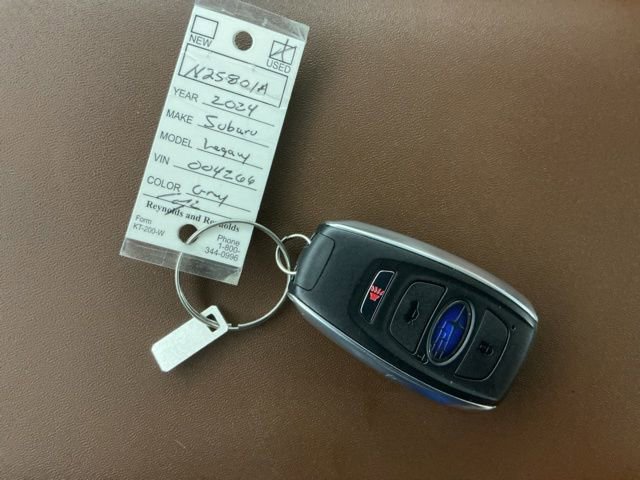 NEW
USED
N25801A
YEAR 2024
MAKE Subaru
MODEL Legacy
VIN 004266
COLOR Grey
Reynolds and Reynolds
Form
KT-200-W
Phone
1-800-
344-0996